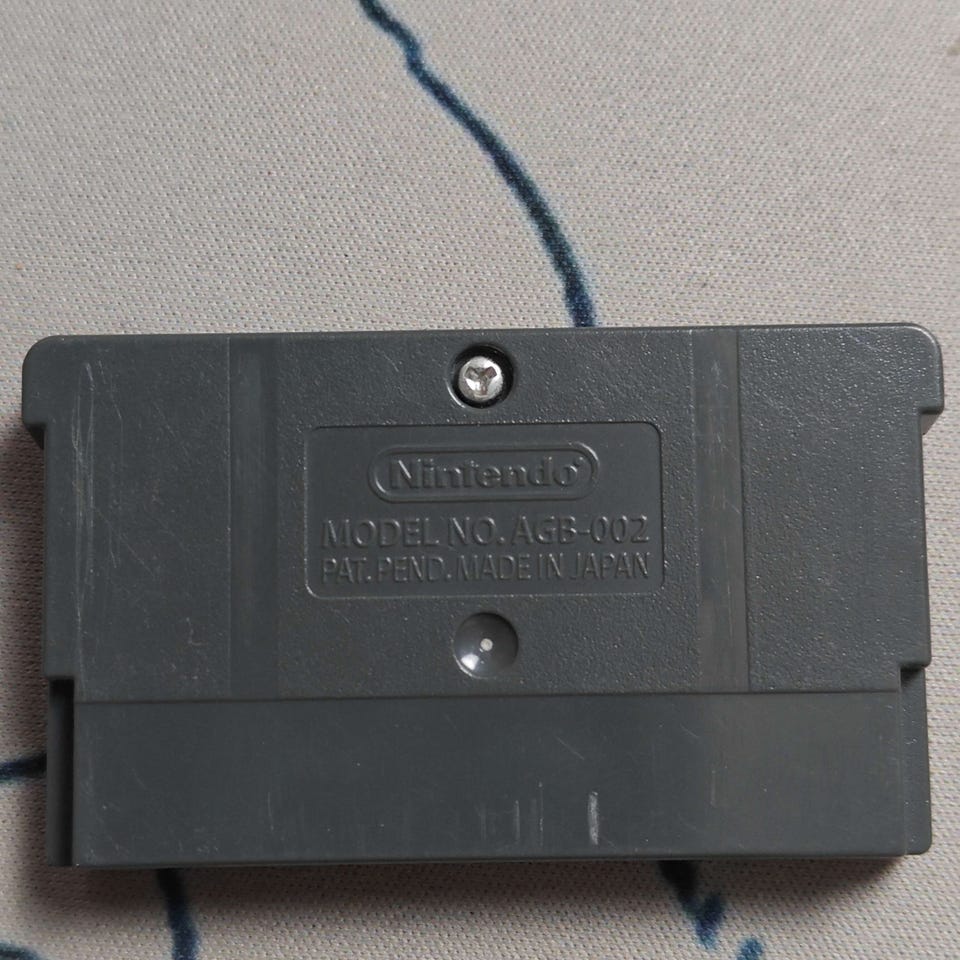 Nintendo
MODEL NO. AGB-002
PAT. PEND. MADE IN JAPAN